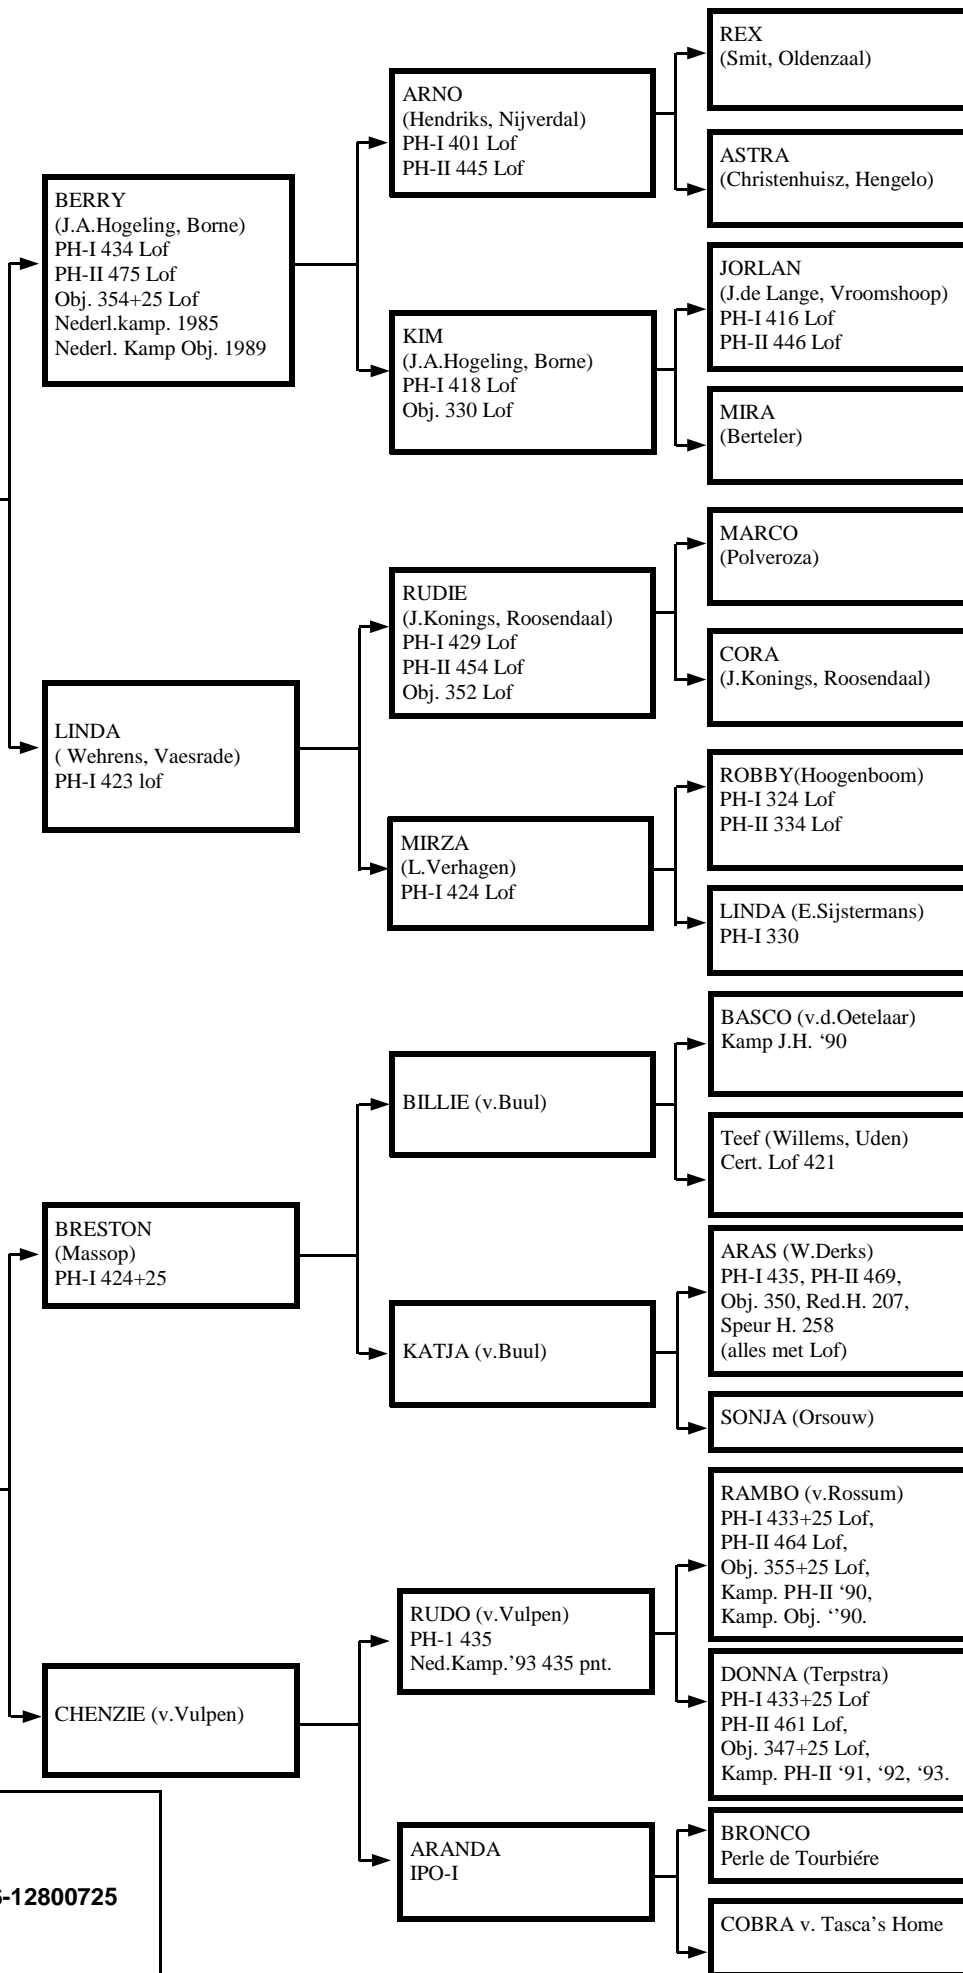 REX
(Smit, Oldenzaal)
ARNO
(Hendriks, Nijverdal)
PH-I 401 Lof
PH-II 445 Lof
ASTRA
(Christenhuisz, Hengelo)
BERRY
(J.A.Hogeling, Borne)
PH-I 434 Lof
PH-II 475 Lof
Obj. 354+25 Lof
Nederl.kamp. 1985
Nederl. Kamp Obj. 1989
JORLAN
(J.de Lange, Vroomshoop)
PH-I 416 Lof
PH-II 446 Lof
KIM
(J.A.Hogeling, Borne)
PH-I 418 Lof
Obj. 330 Lof
MIRA
(Berteler)
MARCO
(Polveroza)
RUDIE
(J.Konings, Roosendaal)
PH-I 429 Lof
PH-II 454 Lof
Obj. 352 Lof
CORA
(J.Konings, Roosendaal)
LINDA
( Wehrens, Vaesrade)
PH-I 423 lof
ROBBY(Hoogenboom)
PH-I 324 Lof
PH-II 334 Lof
MIRZA
(L.Verhagen)
PH-I 424 Lof
LINDA (E.Sijstermans)
PH-I 330
BASCO (v.d.Oetelaar)
Kamp J.H. ‘90
BILLIE (v.Buul)
Teef (Willems, Uden)
Cert. Lof 421
BRESTON
(Massop)
PH-I 424+25
ARAS (W.Derks)
PH-I 435, PH-II 469,
Obj. 350, Red.H. 207,
Speur H. 258
(alles met Lof)
KATJA (v.Buul)
SONJA (Orsouw)
RAMBO (v.Rossum)
PH-I 433+25 Lof,
PH-II 464 Lof,
Obj. 355+25 Lof,
Kamp. PH-II ‘90,
Kamp. Obj. ‘’90.
RUDO (v.Vulpen)
PH-1 435
Ned.Kamp.’93 435 pnt.
DONNA (Terpstra)
PH-I 433+25 Lof
PH-II 461 Lof,
Obj. 347+25 Lof,
Kamp. PH-II ‘91, ‘92, ‘93.
CHENZIE (v.Vulpen)
BRONCO
Perle de Tourbiére
ARANDA
IPO-I
COBRA v. Tasca’s Home
-12800725